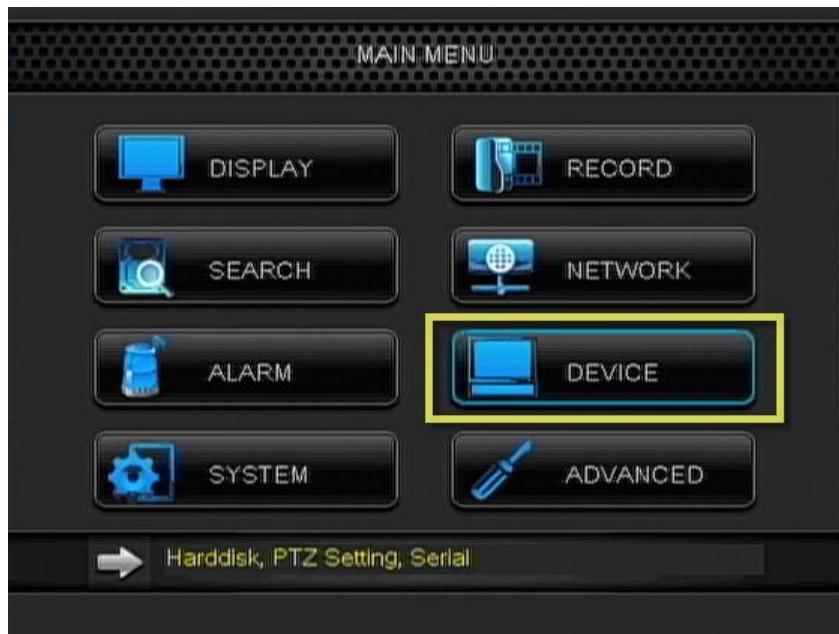 MAIN MENU
DISPLAY
RECORD
SEARCH
NETWORK
ALARM
DEVICE
SYSTEM
ADVANCED
Harddisk, PTZ Setting, Serial